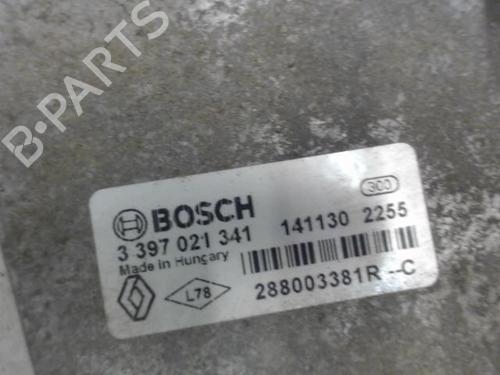 B-PARTS
300
BOSCH
3 397 021 341
141130 2255
Made in Hungary
L78
288003381R --C